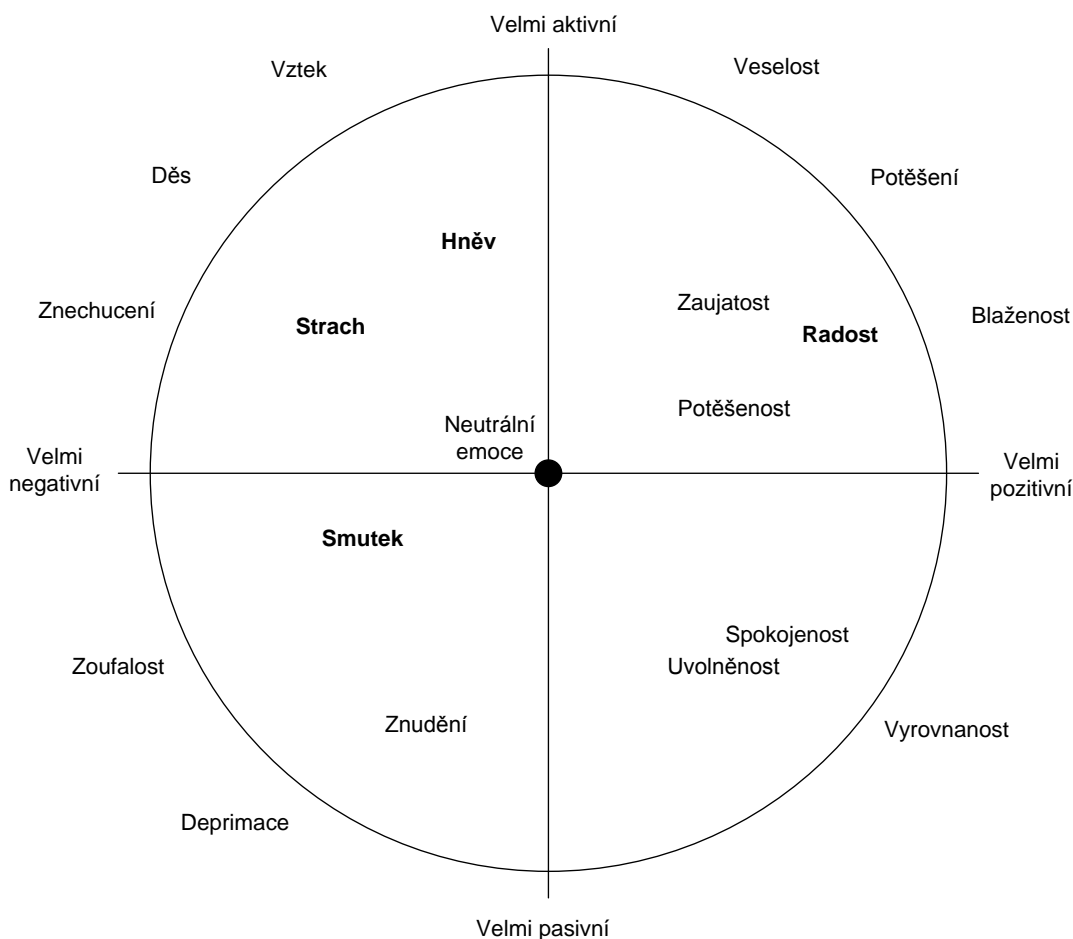 Velmi aktivní
Vztek
Veselost
Děs
Potěšení
Hněv
Znechucení
Zaujatost
Blaženost
Strach
Radost
Potěšenost
Neutrální
emoce
Velmi
negativní
Velmi
pozitivní
Smutek
Spokojenost
Zoufalost
Uvolněnost
Znudění
Vyrovnanost
Deprimace
Velmi pasivní